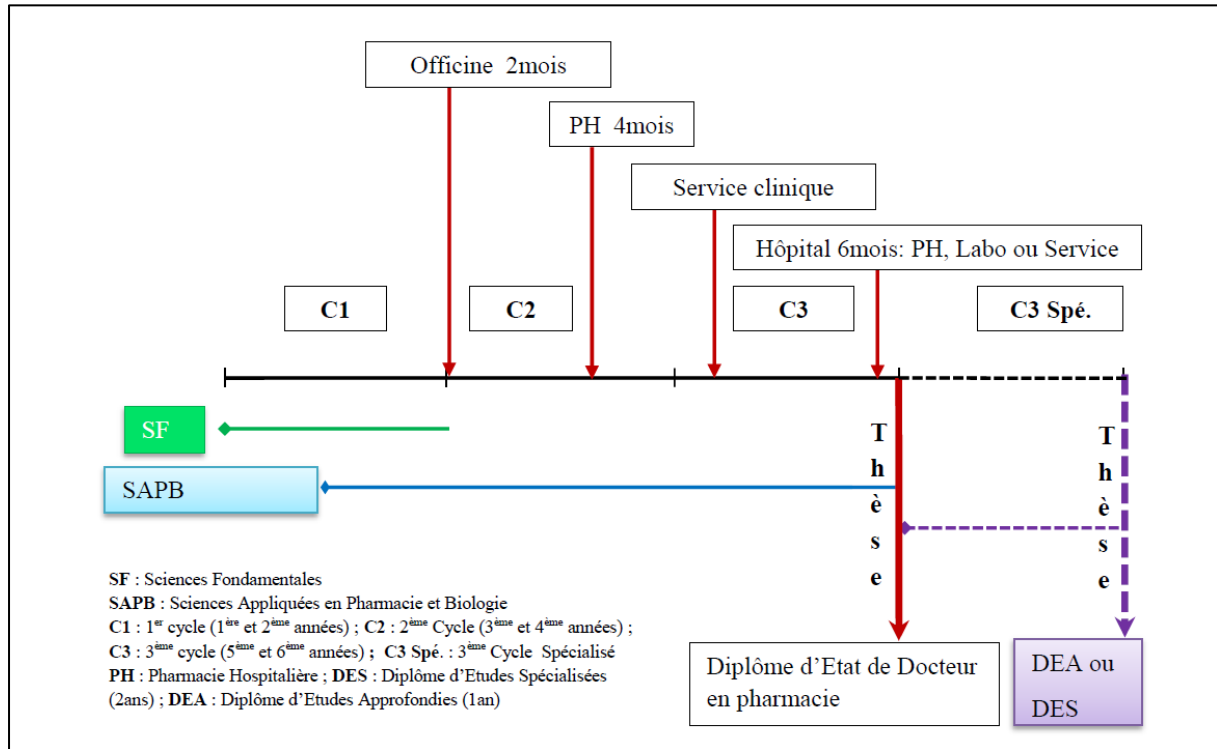 Officine 2mois
PH 4mois
Service clinique
Hôpital 6mois: PH, Labo ou Service
C1
C2
C3
C3 Spé.
SF
SAPB
Thèse
Thèse
SF : Sciences Fondamentales
SAPB : Sciences Appliquées en Pharmacie et Biologie
C1 : 1er cycle (1ère et 2ème années) ; C2 : 2ème Cycle (3ème et 4ème années) ;
C3 : 3ème cycle (5ème et 6ème années) ; C3 Spé. : 3ème Cycle Spécialisé
PH : Pharmacie Hospitalière ; DES : Diplôme d'Etudes Spécialisées
(2ans) ; DEA : Diplôme d'Etudes Approfondies (1an)
Diplôme d'Etat de Docteur
en pharmacie
DEA ou
DES